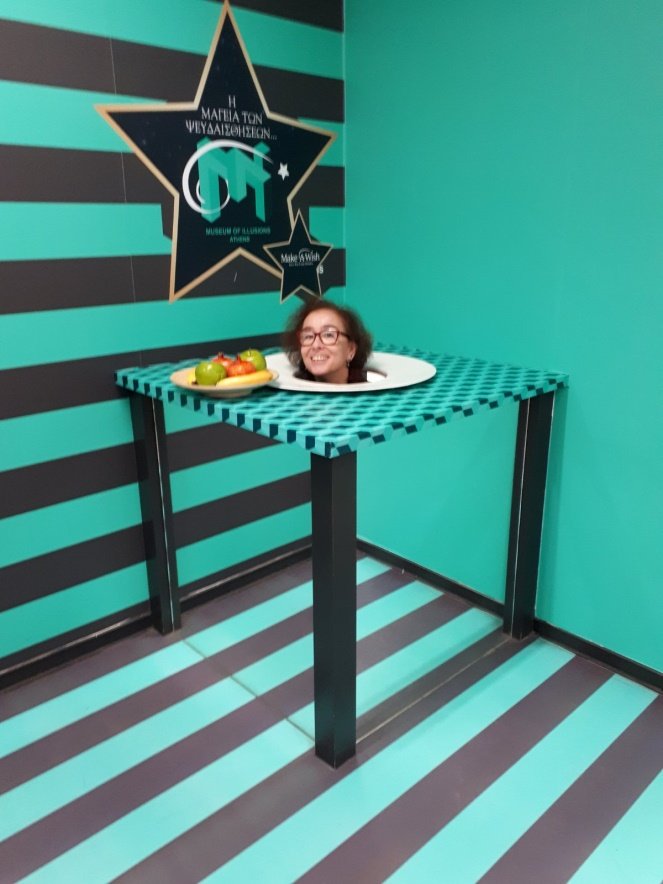 Η
ΜΑΓΕΙΑ ΤΩΝ
ΨΕΥΔΑΙΣΘΗΣΕΩΝ...
MUSEUM OF ILLUSIONS
ATHENS
Make A Wish